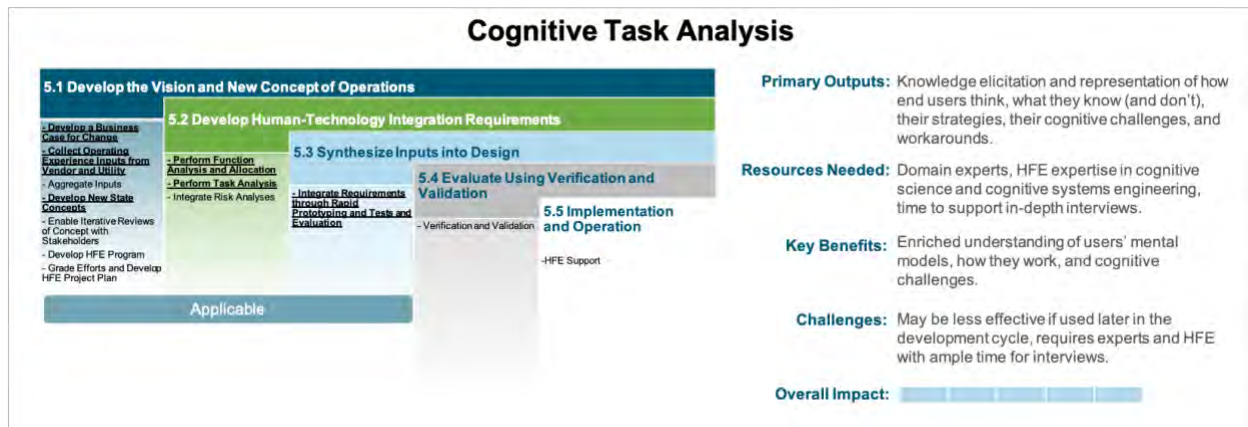 Cognitive Task Analysis
5.1 Develop the Vision and New Concept of Operations
- Develop a Business
Case for Change
- Collect Operating
Experience Inputs from
Vendor and Utility
- Aggregate Inputs
- Develop New State
Concepts
- Enable Iterative Reviews
of Concept with
Stakeholders
- Develop HFE Program
- Grade Efforts and Develop
HFE Project Plan
5.2 Develop Human-Technology Integration Requirements
- Perform Function
Analysis and Allocation
- Perform Task Analysis
- Integrate Risk Analyses
5.3 Synthesize Inputs into Design
- Integrate Requirements
through Rapid
Prototyping and Tests and
Evaluation
5.4 Evaluate Using Verification and
Validation
- Verification and Validation
5.5 Implementation
and Operation
-HFE Support
Applicable
Primary Outputs: Knowledge elicitation and representation of how
end users think, what they know (and don't),
their strategies, their cognitive challenges, and
workarounds.
Resources Needed: Domain experts, HFE expertise in cognitive
science and cognitive systems engineering,
time to support in-depth interviews.
Key Benefits: Enriched understanding of users' mental
models, how they work, and cognitive
challenges.
Challenges: May be less effective if used later in the
development cycle, requires experts and HFE
with ample time for interviews.
Overall Impact: